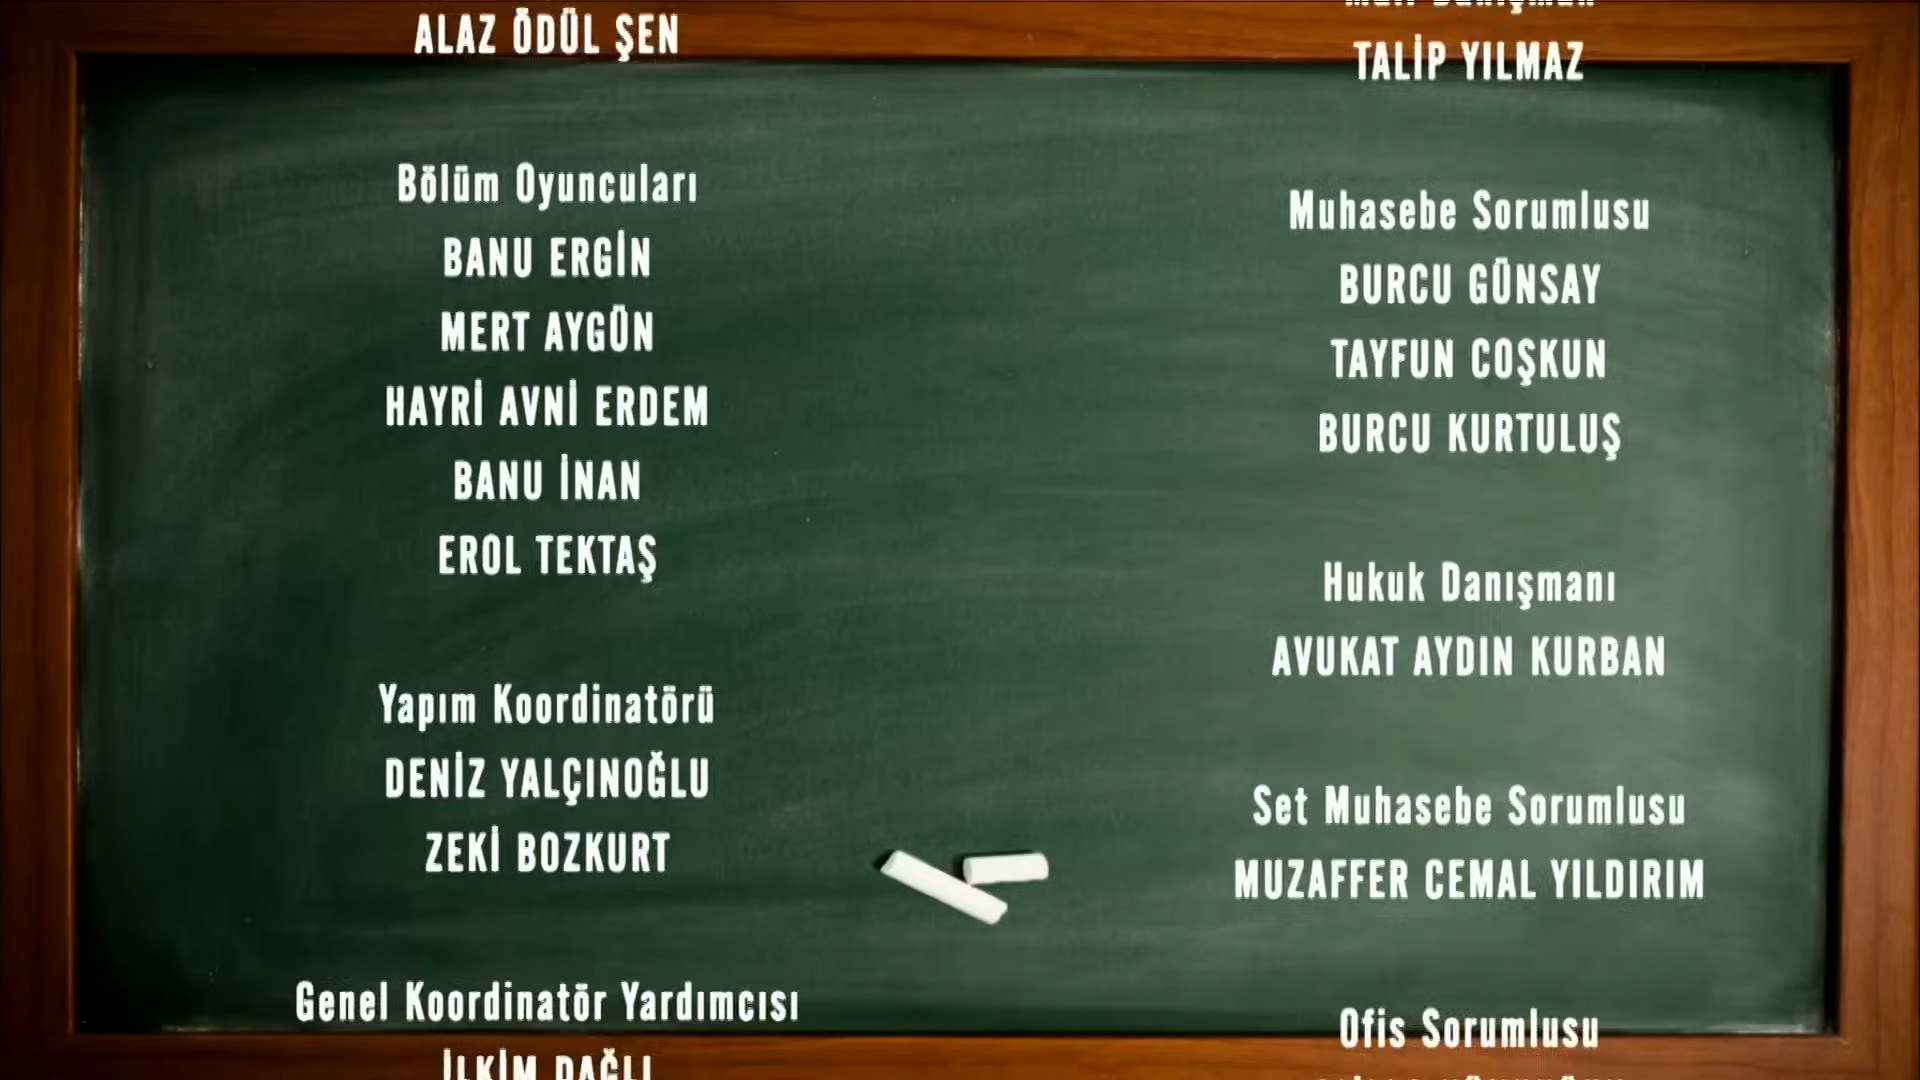 ALAZ ÖDÜL ŞEN
Bölüm Oyuncuları
BANU ERGİN
MERT AYGÜN
HAYRİ AVNİ ERDEM
BANU İNAN
EROL TEKTAŞ
Yapım Koordinatörü
DENİZ YALÇINOĞLU
ZEKİ BOZKURT
Genel Koordinatör Yardımcısı
İLKİM DAĞLI
TALİP YILMAZ
Muhasebe Sorumlusu
BURCU GÜNSAY
TAYFUN COŞKUN
BURCU KURTULUŞ
Hukuk Danışmanı
AVUKAT AYDIN KURBAN
Set Muhasebe Sorumlusu
MUZAFFER CEMAL YILDIRIM
Ofis Sorumlusu